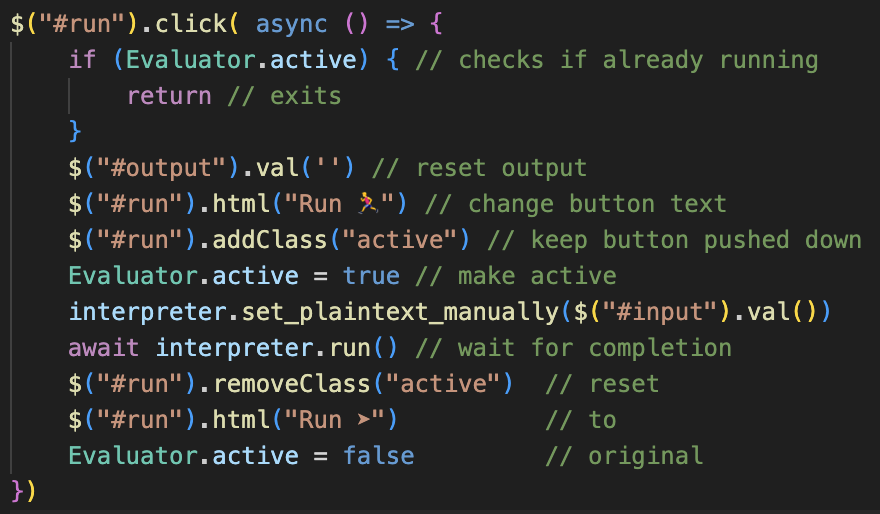 $("#run").click( async () => {
    if (Evaluator.active) { // checks if already running
        return // exits
    }
    $("#output").val('') // reset output
    $("#run").html("Run 🏃‍♀️") // change button text
    $("#run").addClass("active") // keep button pushed down
    Evaluator.active = true // make active
    interpreter.set_plaintext_manually($("#input").val())
    await interpreter.run() // wait for completion
    $("#run").removeClass("active")  // reset
    $("#run").html("Run ➤")          // to
    Evaluator.active = false         // original
})